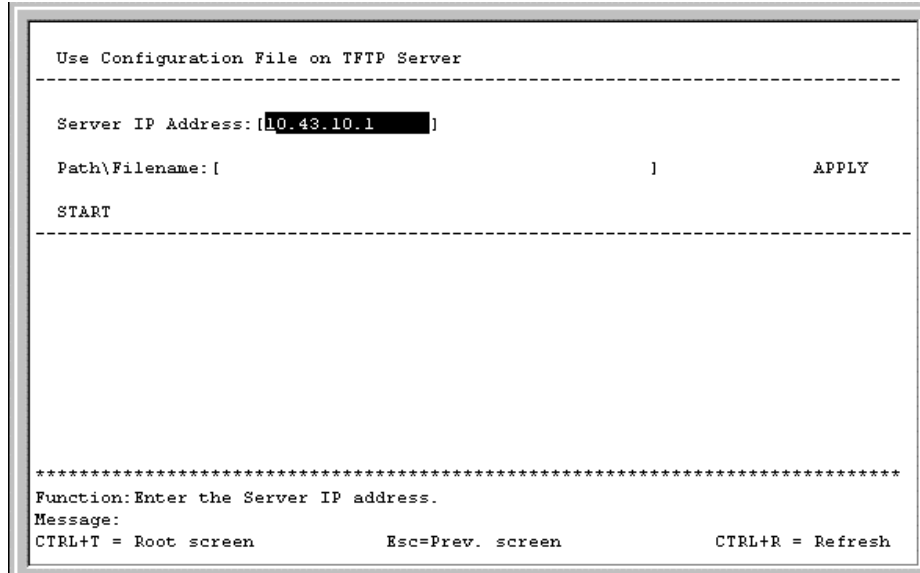 Use Configuration File on TFTP Server
--------------------------------------------------------------------------------
Server IP Address:[10.43.10.1      ]
Path\Filename:[                                        ]               APPLY
START
--------------------------------------------------------------------------------
********************************************************************************
Function:Enter the Server IP address.
Message:
CTRL+T = Root screen            Esc=Prev. screen              CTRL+R = Refresh